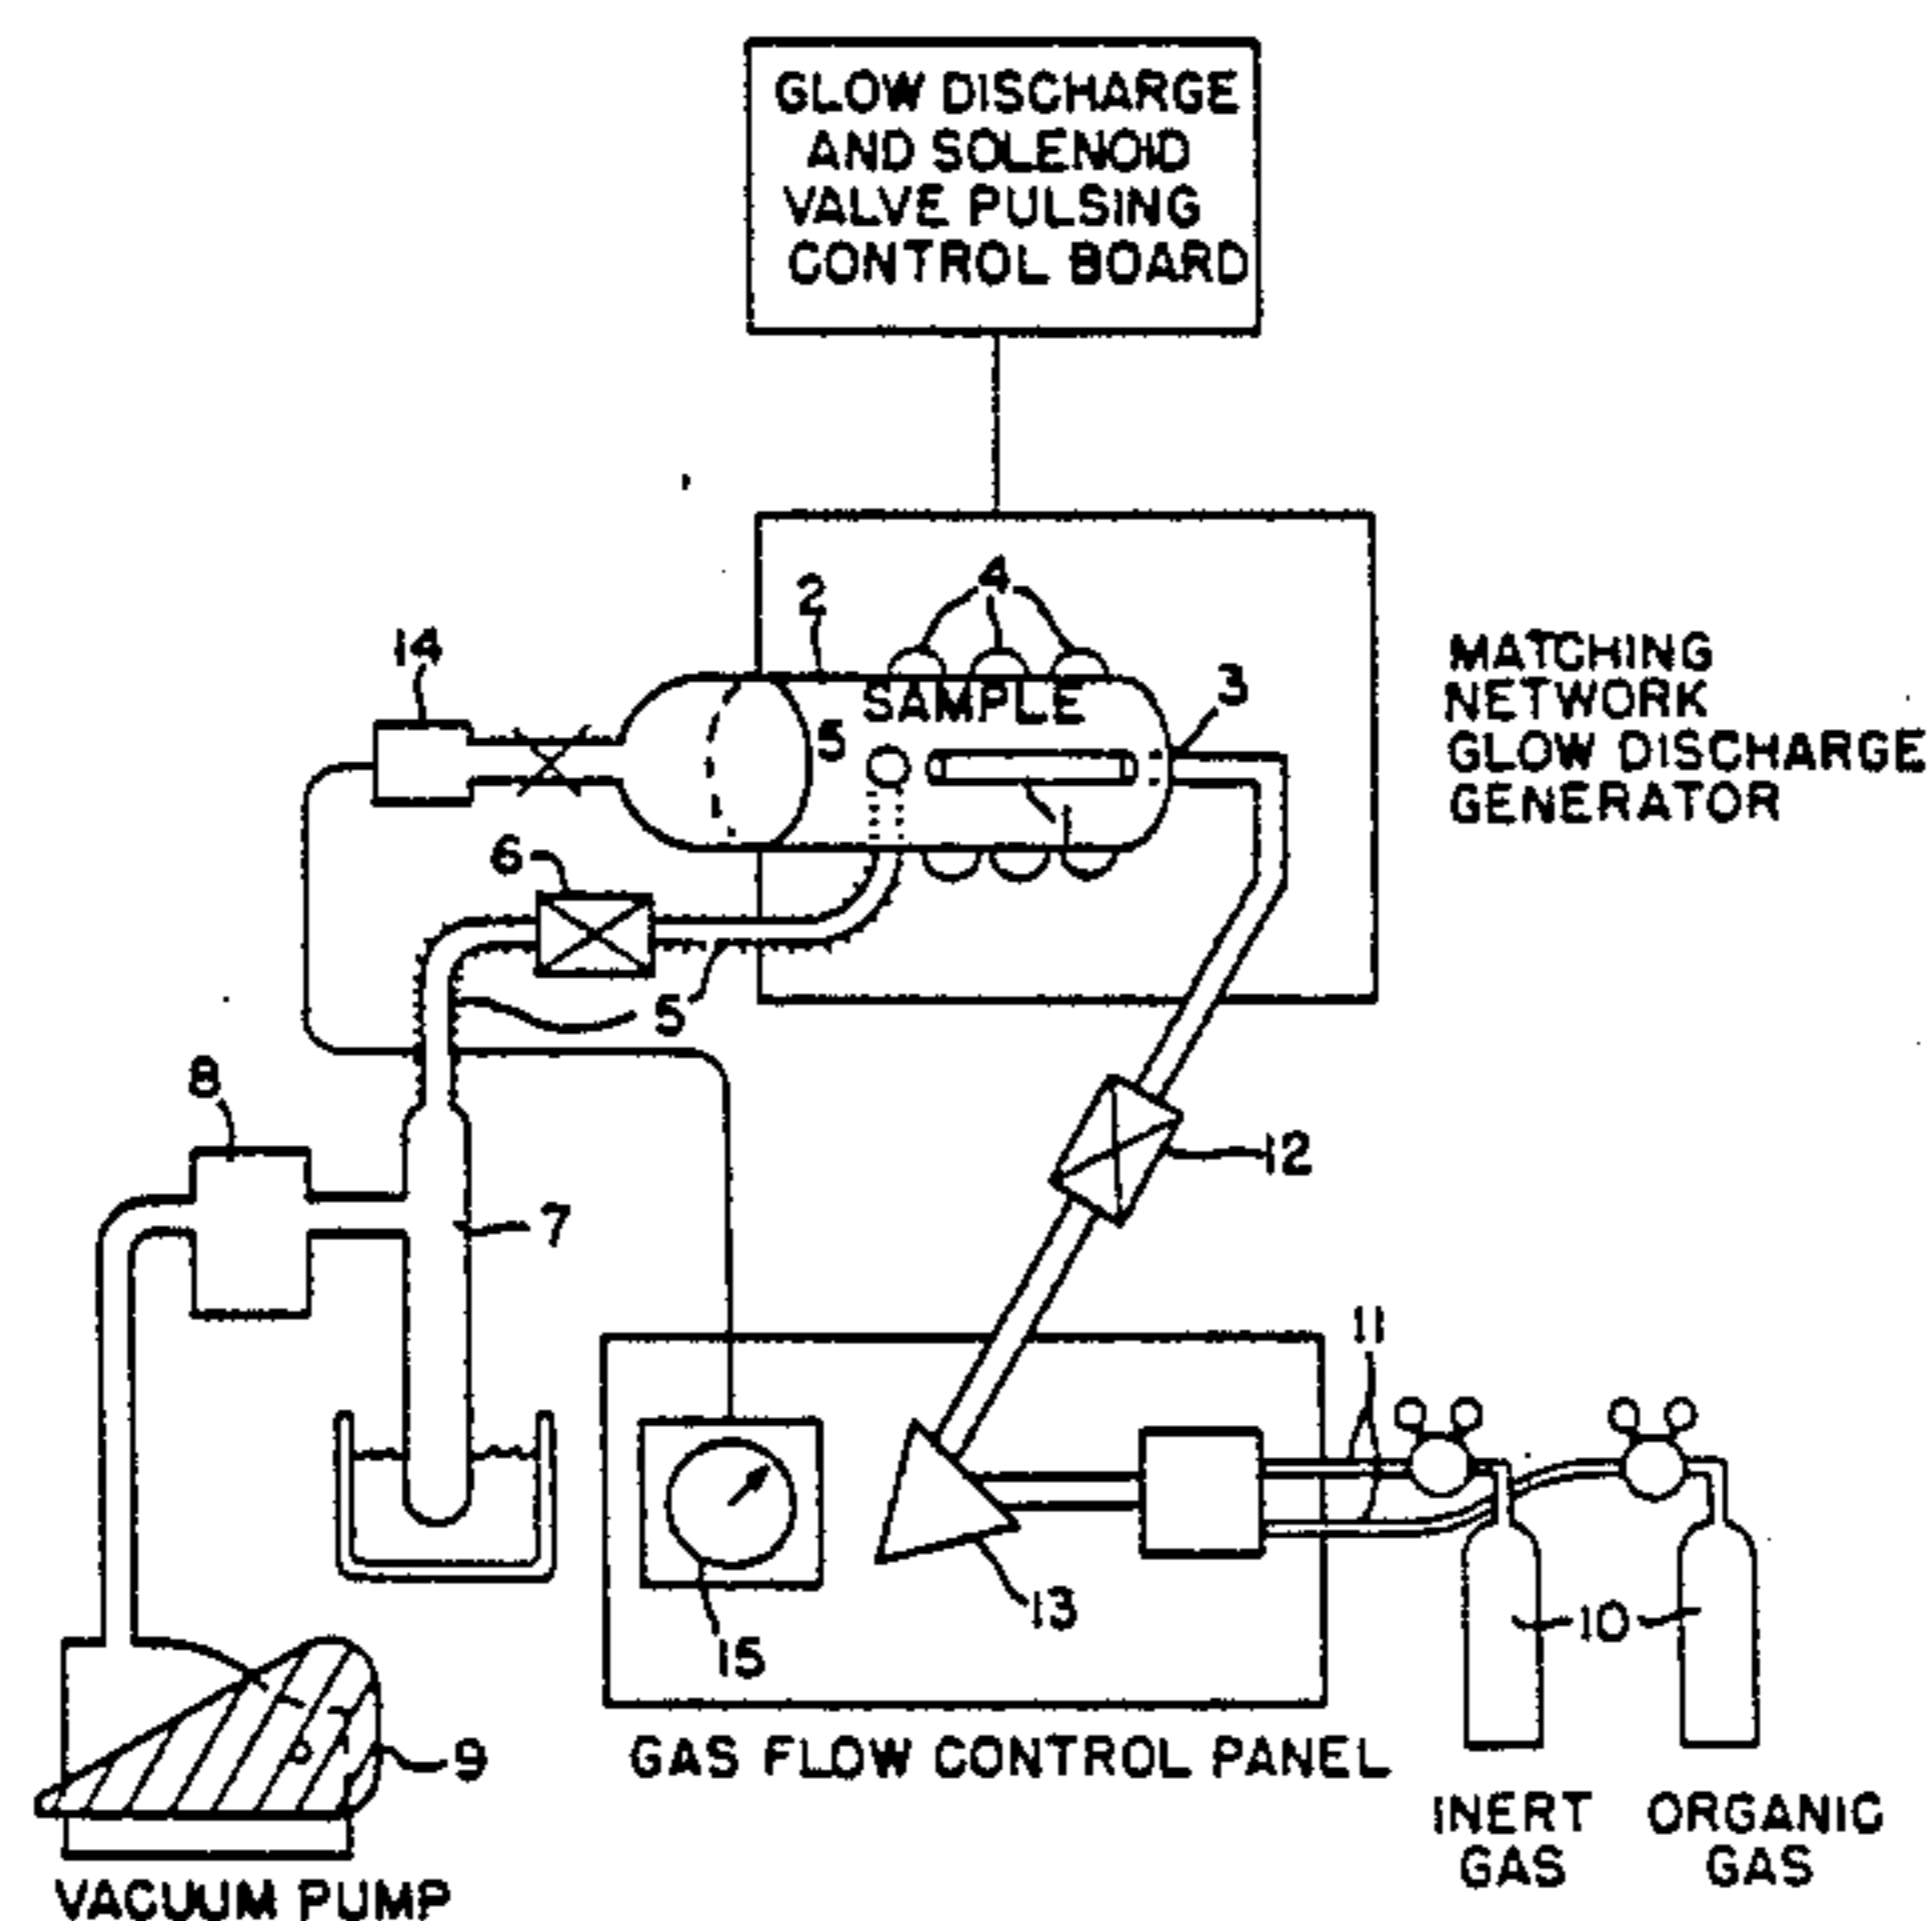 GLOW DISCHARGE
AND SOLENOID
VALVE PULSING
CONTROL BOARD
4
2
14
MATCHING
NETWORK
GLOW DISCHARGE
GENERATOR
SAMPLE
3
5
1
6
5
8
12
7
11
13
10
15
9
GAS FLOW CONTROL PANEL
INERT
GAS
ORGANIC
GAS
VACUUM PUMP